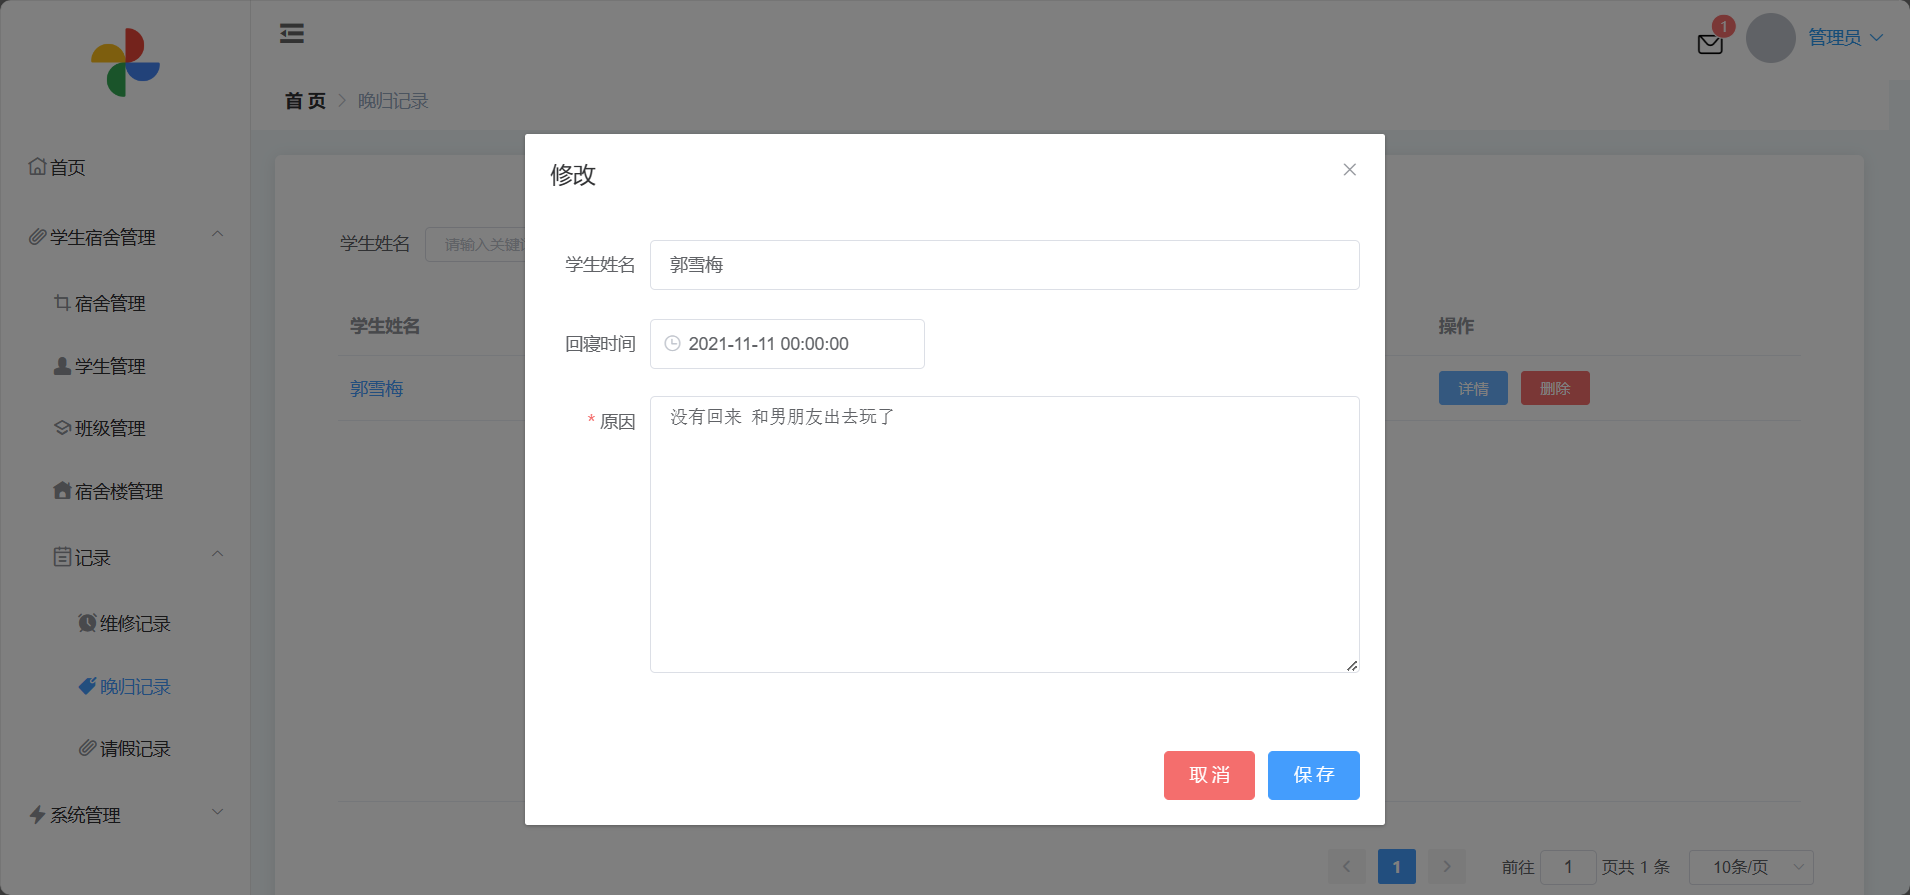 1
管理员
首页
晚归记录
首页
学生宿舍管理
宿舍管理
学生管理
班级管理
宿舍楼管理
记录
维修记录
晚归记录
请假记录
系统管理
学生姓名
请输入关键
学生姓名
操作
郭雪梅
详情
删除
修改
学生姓名
郭雪梅
回寝时间
2021-11-11 00:00:00
* 原因
没有回来 和男朋友出去玩了
取消
保存
1
前往 1 页共 1 条
10条/页